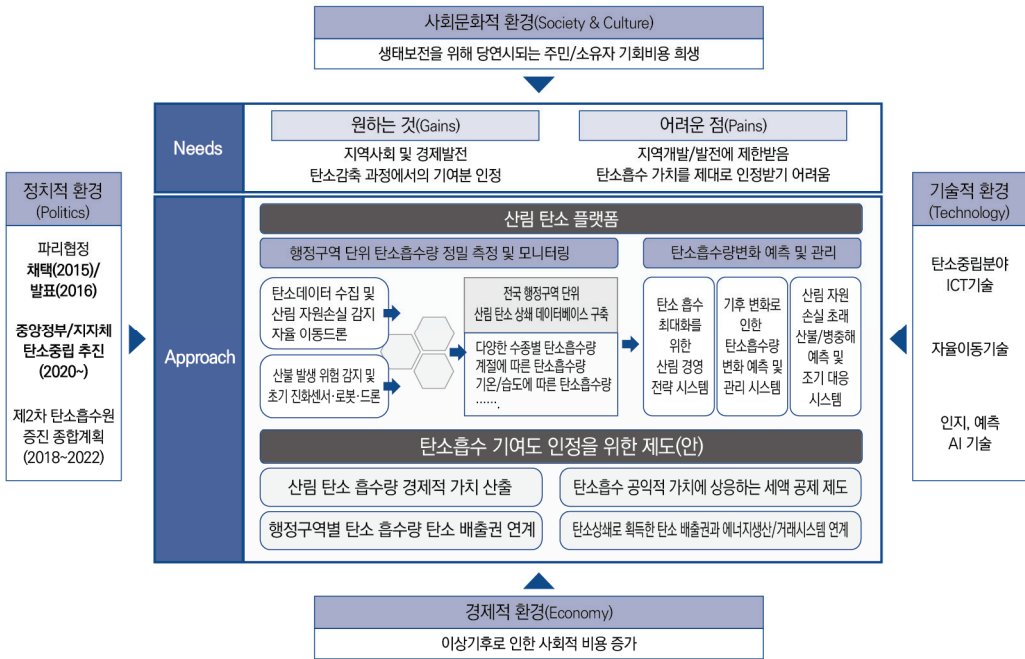 사회문화적 환경(Society & Culture)
생태보전을 위해 당연시되는 주민/소유자 기회비용 희생
Needs
원하는 것(Gains)
지역사회 및 경제발전
탄소감축 과정에서의 기여분 인정
어려운 점(Pains)
지역개발/발전에 제한받음
탄소흡수 가치를 제대로 인정받기 어려움
정치적 환경
(Politics)
파리협정
채택(2015)/
발표(2016)
중앙정부/지자체
탄소중립 추진
(2020~)
제2차 탄소흡수원
증진 종합계획
(2018~2022)
Approach
산림 탄소 플랫폼
행정구역 단위 탄소흡수량 정밀 측정 및 모니터링
탄소데이터 수집 및
산림 자원손실 감지
자율 이동드론
산불 발생 위험 감지 및
초기 진화센서·로봇·드론
전국 행정구역 단위
산림 탄소 상쇄 데이터베이스 구축
다양한 수종별 탄소흡수량
계절에 따른 탄소흡수량
기온/습도에 따른 탄소흡수량
…….
탄소흡수량변화 예측 및 관리
탄소 흡수
최대화를
위한
산림 경영
전략 시스템
기후 변화로
인한
탄소흡수량
변화 예측 및
관리 시스템
산림 자원
손실 초래
산불/병충해
예측 및
조기 대응
시스템
탄소흡수 기여도 인정을 위한 제도(안)
산림 탄소 흡수량 경제적 가치 산출
탄소흡수 공익적 가치에 상응하는 세액 공제 제도
행정구역별 탄소 흡수량 탄소 배출권 연계
탄소상쇄로 획득한 탄소 배출권과 에너지생산/거래시스템 연계
기술적 환경
(Technology)
탄소중립분야
ICT기술
자율이동기술
인지, 예측
AI 기술
경제적 환경(Economy)
이상기후로 인한 사회적 비용 증가